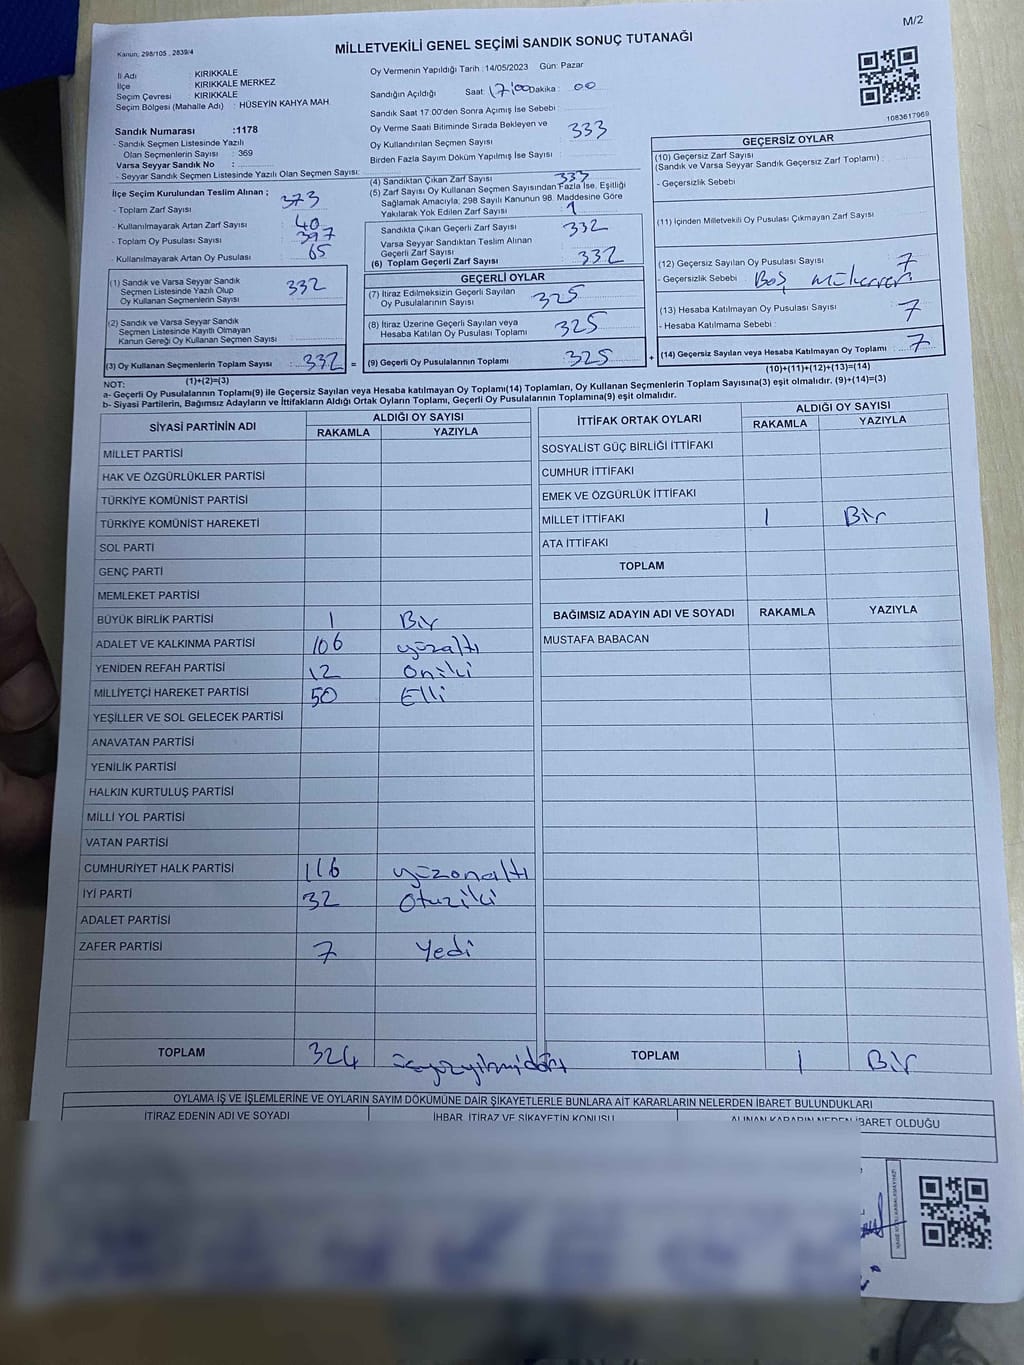 M/2
Kanun: 298/105 , 2839/4
MİLLETVEKİLİ GENEL SEÇİMİ SANDIK SONUÇ TUTANAĞI
İl Adı : KIRIKKALE
İlçe : KIRIKKALE MERKEZ
Seçim Çevresi : KIRIKKALE
Seçim Bölgesi (Mahalle Adı) : HÜSEYİN KAHYA MAH.
Sandık Numarası :1178
- Sandık Seçmen Listesinde Yazılı
Olan Seçmenlerin Sayısı : 369
Varsa Seyyar Sandık No :
- Seyyar Sandık Seçmen Listesinde Yazılı Olan Seçmen Sayısı:
Oy Vermenin Yapıldığı Tarih :14/05/2023 Gün: Pazar
Sandığın Açıldığı Saat: 17:00 Dakika : 00
Sandık Saat 17:00'den Sonra Açımış İse Sebebi :
Oy Verme Saati Bitiminde Sırada Bekleyen ve
Oy Kullandırılan Seçmen Sayısı : 333
Birden Fazla Sayım Döküm Yapılmış İse Sayısı :
1083617969
İlçe Seçim Kurulundan Teslim Alınan ;
- Toplam Zarf Sayısı : 373
- Kullanılmayarak Artan Zarf Sayısı : 40
- Toplam Oy Pusulası Sayısı : 397
- Kullanılmayarak Artan Oy Pusulası : 65
(1) Sandık ve Varsa Seyyar Sandık
Seçmen Listesinde Yazılı Olup
Oy Kullanan Seçmenlerin Sayısı : 332
(2) Sandık ve Varsa Seyyar Sandık
Seçmen Listesinde Kayıtlı Olmayan
Kanun Gereği Oy Kullanan Seçmen Sayısı :
(3) Oy Kullanan Seçmenlerin Toplam Sayısı : 332 =
(1)+(2)=(3)
(4) Sandıktan Çıkan Zarf Sayısı : 333
(5) Zarf Sayısı Oy Kullanan Seçmen Sayısından Fazla İse, Eşitliği
Sağlamak Amacıyla; 298 Sayılı Kanunun 98. Maddesine Göre
Yakılarak Yok Edilen Zarf Sayısı : 1
Sandıkta Çıkan Geçerli Zarf Sayısı : 332
Varsa Seyyar Sandıktan Teslim Alınan
Geçerli Zarf Sayısı :
(6) Toplam Geçerli Zarf Sayısı : 332
GEÇERLİ OYLAR
(7) İtiraz Edilmeksizin Geçerli Sayılan
Oy Pusulalarının Sayısı : 325
(8) İtiraz Üzerine Geçerli Sayılan veya
Hesaba Katılan Oy Pusulası Toplamı : 325
(9) Geçerli Oy Pusulalarının Toplamı : 325 +
GEÇERSİZ OYLAR
(10) Geçersiz Zarf Sayısı
(Sandık ve Varsa Seyyar Sandık Geçersiz Zarf Toplamı) :
- Geçersizlik Sebebi :
(11) İçinden Milletvekili Oy Pusulası Çıkmayan Zarf Sayısı :
(12) Geçersiz Sayılan Oy Pusulası Sayısı : 7
- Geçersizlik Sebebi : Boş mükerrer
(13) Hesaba Katılmayan Oy Pusulası Sayısı : 7
- Hesaba Katılmama Sebebi :
(14) Geçersiz Sayılan veya Hesaba Katılmayan Oy Toplamı : 7
(10)+(11)+(12)+(13)=(14)
NOT:
a- Geçerli Oy Pusulalarının Toplamı(9) ile Geçersiz Sayılan veya Hesaba katılmayan Oy Toplamı(14) Toplamları, Oy Kullanan Seçmenlerin Toplam Sayısına(3) eşit olmalıdır. (9)+(14)=(3)
b- Siyasi Partilerin, Bağımsız Adayların ve İttifakların Aldığı Ortak Oyların Toplamı, Geçerli Oy Pusulalarının Toplamına(9) eşit olmalıdır.
SİYASİ PARTİNİN ADI ALDIĞI OY SAYISI
RAKAMLA YAZIYLA
MİLLET PARTİSİ
HAK VE ÖZGÜRLÜKLER PARTİSİ
TÜRKİYE KOMÜNİST PARTİSİ
TÜRKİYE KOMÜNİST HAREKETİ
SOL PARTİ
GENÇ PARTİ
MEMLEKET PARTİSİ
BÜYÜK BİRLİK PARTİSİ 1 Bir
ADALET VE KALKINMA PARTİSİ 106 yüzaltı
YENİDEN REFAH PARTİSİ 12 oniki
MİLLİYETÇİ HAREKET PARTİSİ 50 Elli
YEŞİLLER VE SOL GELECEK PARTİSİ
ANAVATAN PARTİSİ
YENİLİK PARTİSİ
HALKIN KURTULUŞ PARTİSİ
MİLLİ YOL PARTİSİ
VATAN PARTİSİ
CUMHURİYET HALK PARTİSİ 116 yüzonaltı
İYİ PARTİ 32 otuziki
ADALET PARTİSİ
ZAFER PARTİSİ 7 Yedi
TOPLAM 324 üçyüzyirmidört
İTTİFAK ORTAK OYLARI ALDIĞI OY SAYISI
RAKAMLA YAZIYLA
SOSYALİST GÜÇ BİRLİĞİ İTTİFAKI
CUMHUR İTTİFAKI
EMEK VE ÖZGÜRLÜK İTTİFAKI
MİLLET İTTİFAKI 1 Bir
ATA İTTİFAKI
TOPLAM
BAĞIMSIZ ADAYIN ADI VE SOYADI RAKAMLA YAZIYLA
MUSTAFA BABACAN
TOPLAM 1 Bir
OYLAMA İŞ VE İŞLEMLERİNE VE OYLARIN SAYIM DÖKÜMÜNE DAİR ŞİKAYETLERLE BUNLARA AİT KARARLARIN NELERDEN İBARET BULUNDUKLARI
İTİRAZ EDENİN ADI VE SOYADI İHBAR, İTİRAZ VE ŞİKAYETİN KONUSU ALINAN KARARIN NEDEN İBARET OLDUĞU